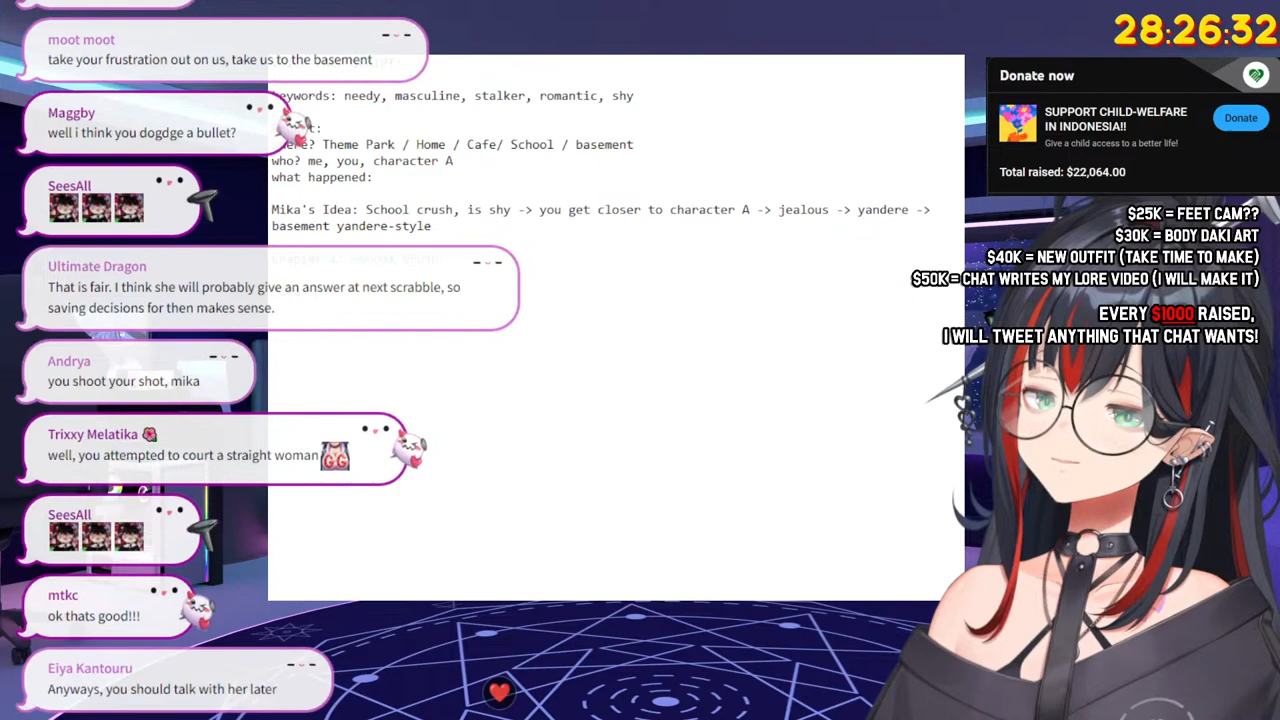 moot moot
take your frustration out on us, take us to the basement
Maggby
well i think you dogdge a bullet?
SeesAll
Ultimate Dragon
That is fair. I think she will probably give an answer at next scrabble, so
saving decisions for then makes sense.
Andrya
you shoot your shot, mika
Trixxy Melatika
well, you attempted to court a straight woman
GG
SeesAll
mtkc
ok thats good!!!
Eiya Kantouru
Anyways, you should talk with her later
keywords: needy, masculine, stalker, romantic, shy
Theme Park / Home / Cafe/ School / basement
who? me, you, character A
what happened:
Mika's Idea: School crush, is shy -> you get closer to character A -> jealous -> yandere ->
basement yandere-style
28:26:32
Donate now
SUPPORT CHILD-WELFARE
IN INDONESIA!!
Give a child access to a better life!
Donate
Total raised: $22,064.00
$25K = FEET CAM??
$30K = BODY DAKI ART
$40K = NEW OUTFIT (TAKE TIME TO MAKE)
$50K = CHAT WRITES MY LORE VIDEO (I WILL MAKE IT)
EVERY $1000 RAISED,
I WILL TWEET ANYTHING THAT CHAT WANTS!